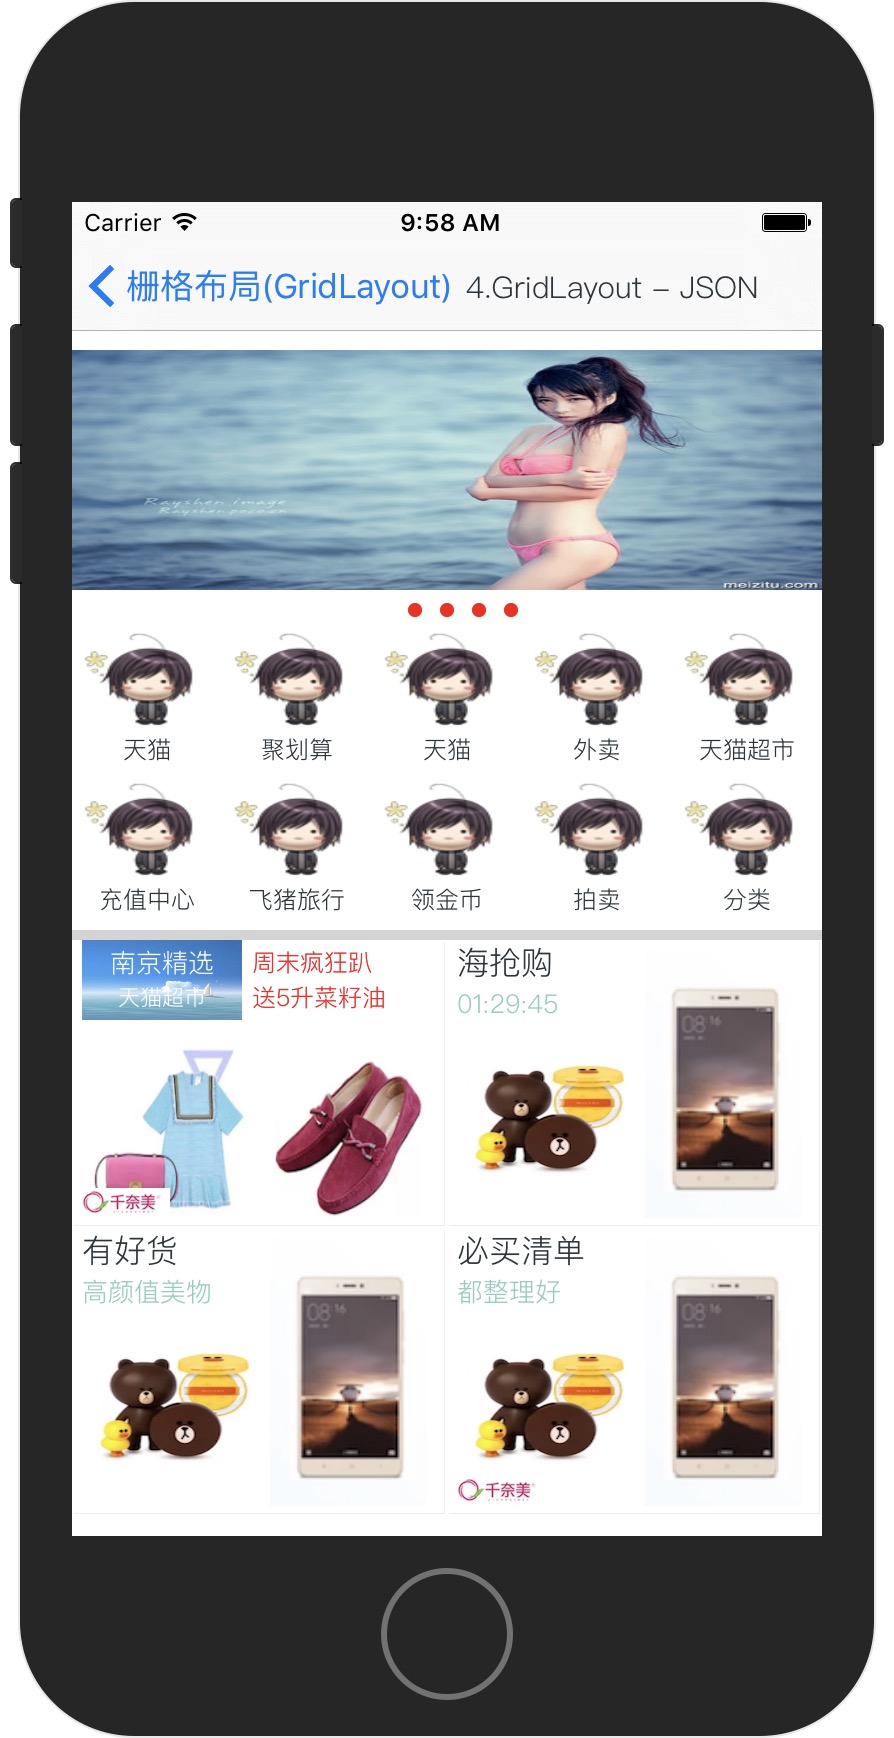 Carrier 9:58 AM
栅格布局(GridLayout) 4.GridLayout - JSON
Rayshen image
meizitu.com
天猫 聚划算 天猫 外卖 天猫超市
充值中心 飞猪旅行 领金币 拍卖 分类
南京精选
天猫超市
周末疯狂趴
送5升菜籽油
千奈美
海抢购
01:29:45
08:16
有好货
高颜值美物
08:16
必买清单
都整理好
08:16
千奈美